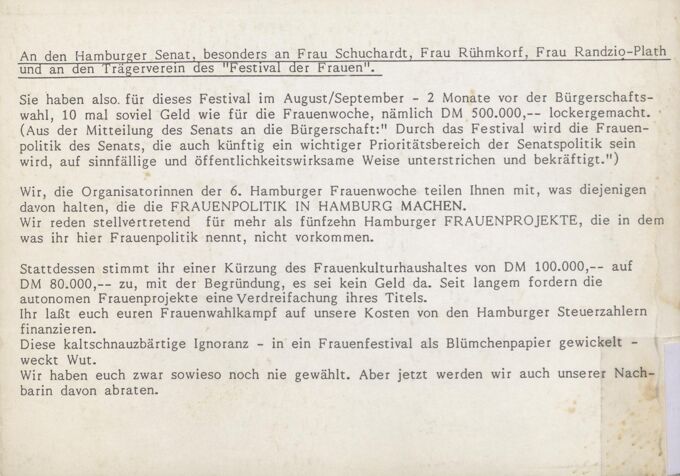 An den Hamburger Senat, besonders an Frau Schuchardt, Frau Rühmkorf, Frau Randzio-Plath
und an den Trägerverein des "Festival der Frauen".
Sie haben also für dieses Festival im August/September - 2 Monate vor der Bürgerschafts-
wahl, 10 mal soviel Geld wie für die Frauenwoche, nämlich DM 500.000,-- lockergemacht.
(Aus der Mitteilung des Senats an die Bürgerschaft:" Durch das Festival wird die Frauen-
politik des Senats, die auch künftig ein wichtiger Prioritätsbereich der Senatspolitik sein
wird, auf sinnfällige und öffentlichkeitswirksame Weise unterstrichen und bekräftigt.")
Wir, die Organisatorinnen der 6. Hamburger Frauenwoche teilen Ihnen mit, was diejenigen
davon halten, die die FRAUENPOLITIK IN HAMBURG MACHEN.
Wir reden stellvertretend für mehr als fünfzehn Hamburger FRAUENPROJEKTE, die in dem
was ihr hier Frauenpolitik nennt, nicht vorkommen.
Stattdessen stimmt ihr einer Kürzung des Frauenkulturhaushaltes von DM 100.000,-- auf
DM 80.000,-- zu, mit der Begründung, es sei kein Geld da. Seit langem fordern die
autonomen Frauenprojekte eine Verdreifachung ihres Titels.
Ihr laßt euch euren Frauenwahlkampf auf unsere Kosten von den Hamburger Steuerzahlern
finanzieren.
Diese kaltschnauzbärtige Ignoranz - in ein Frauenfestival als Blümchenpapier gewickelt -
weckt Wut.
Wir haben euch zwar sowieso noch nie gewählt. Aber jetzt werden wir auch unserer Nach-
barin davon abraten.